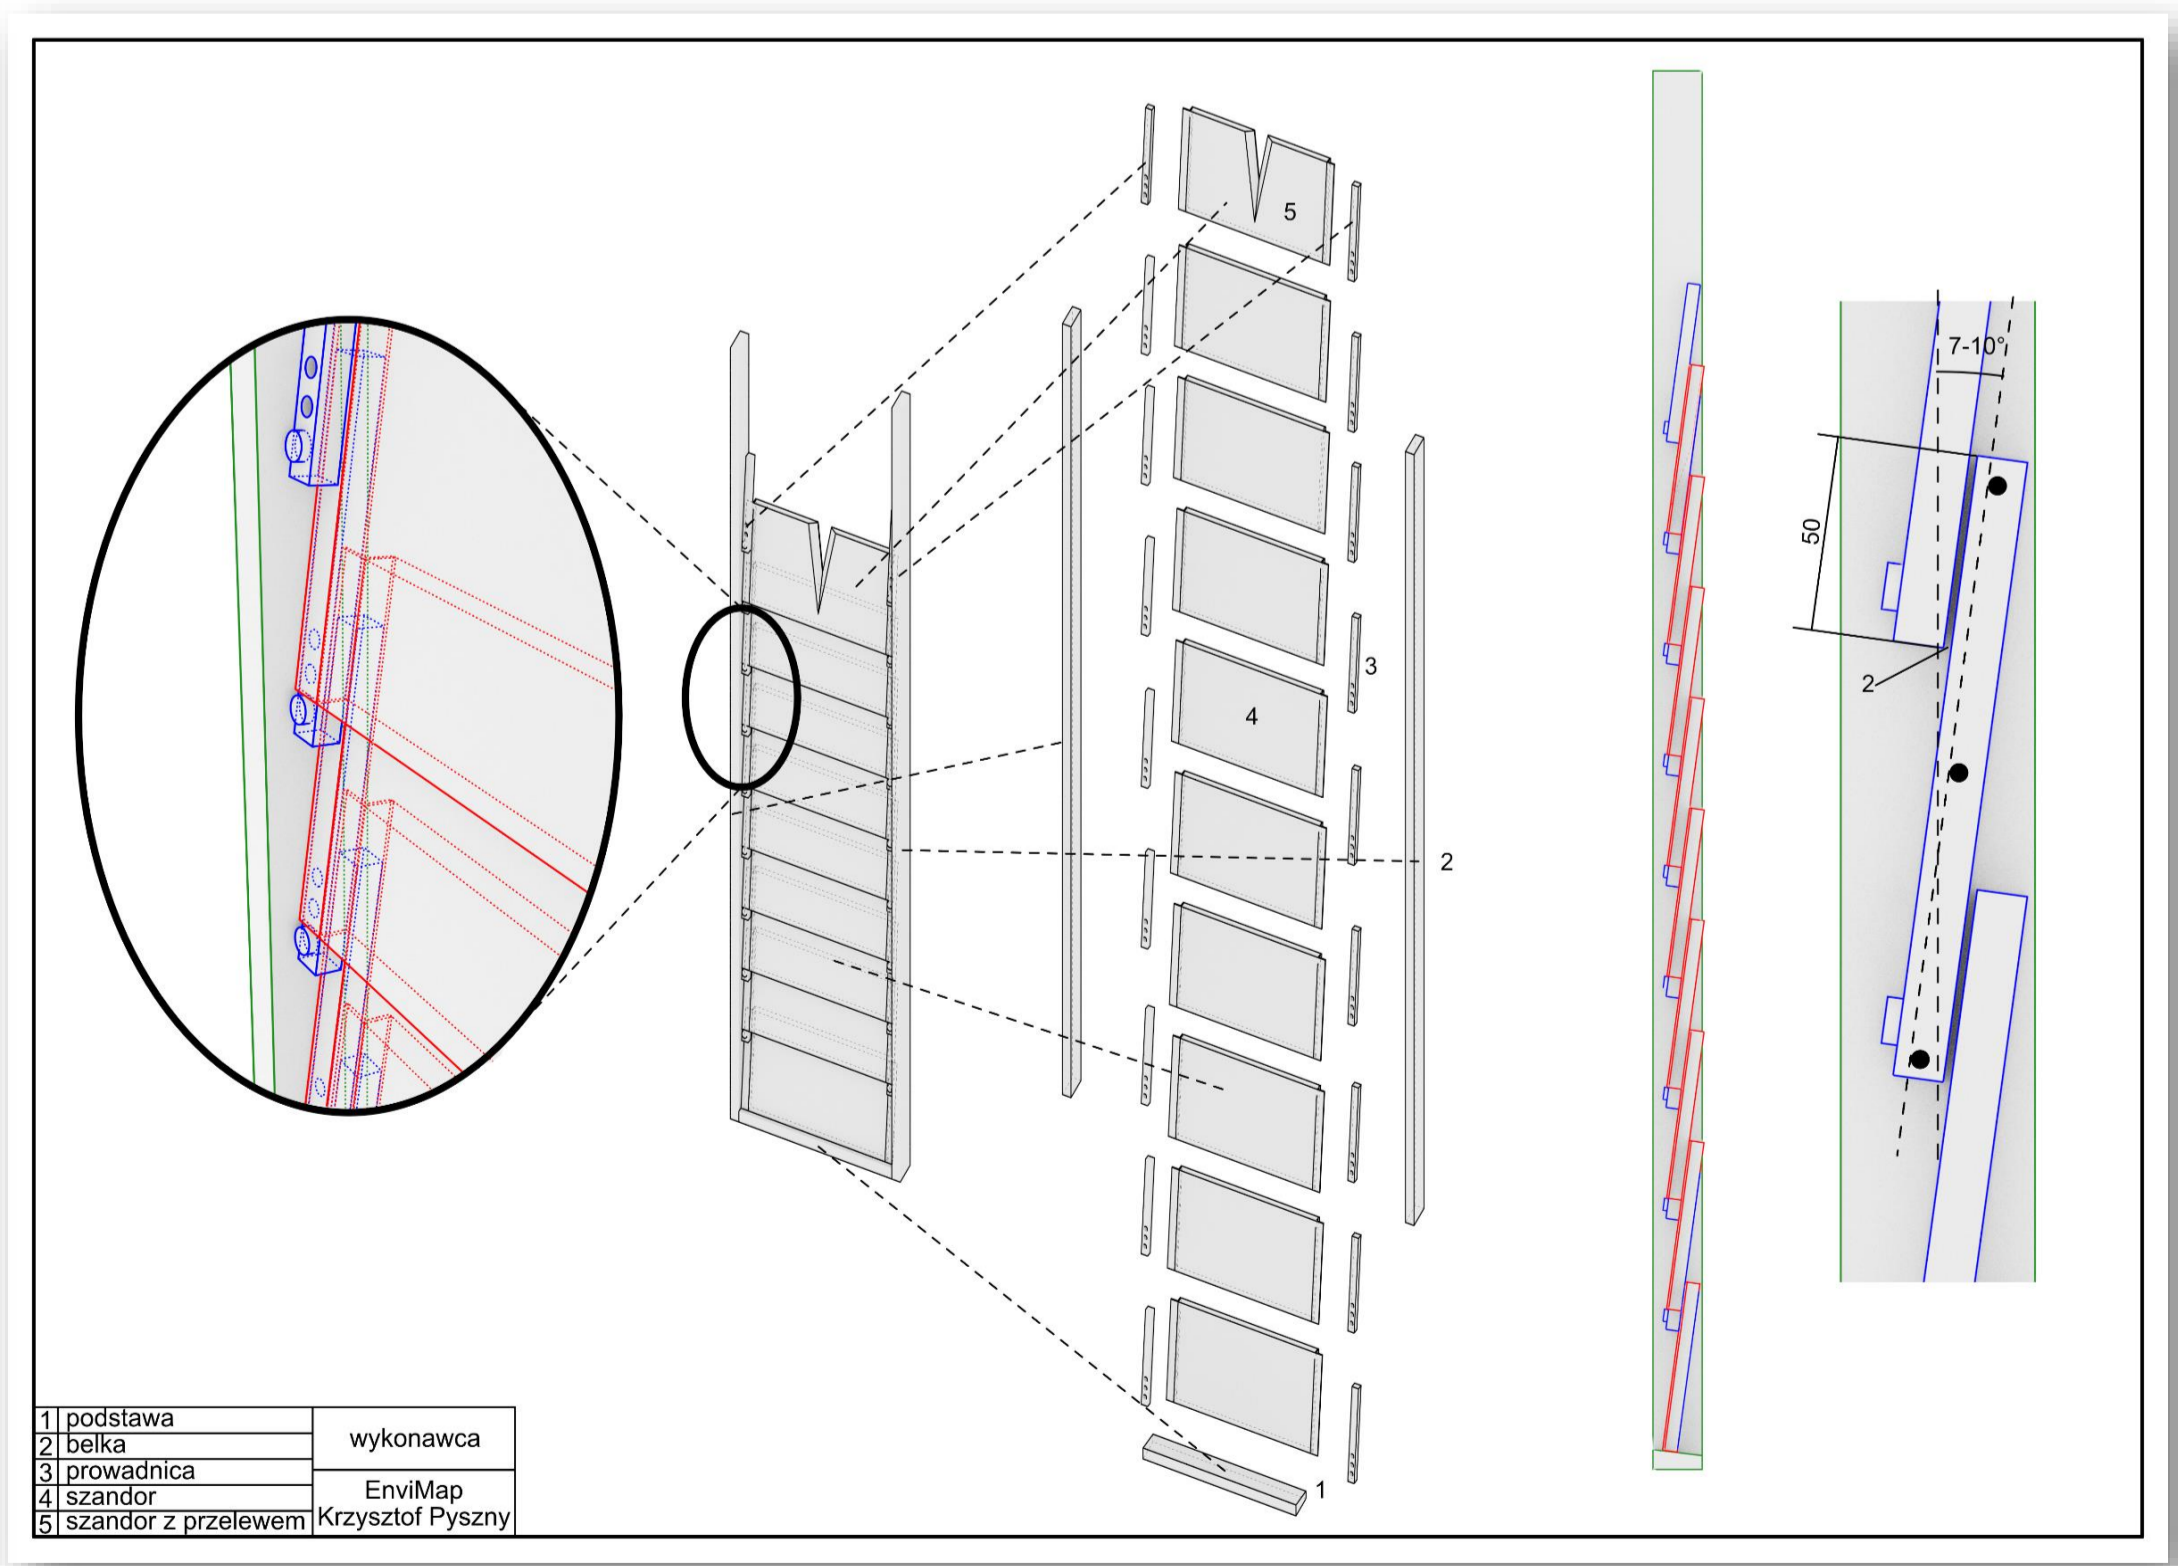 5
7-10°
50
3
2
4
2
1
1 podstawa
2 belka
3 prowadnica
4 szandor
5 szandor z przelewem
wykonawca
EnviMap
Krzysztof Pyszny